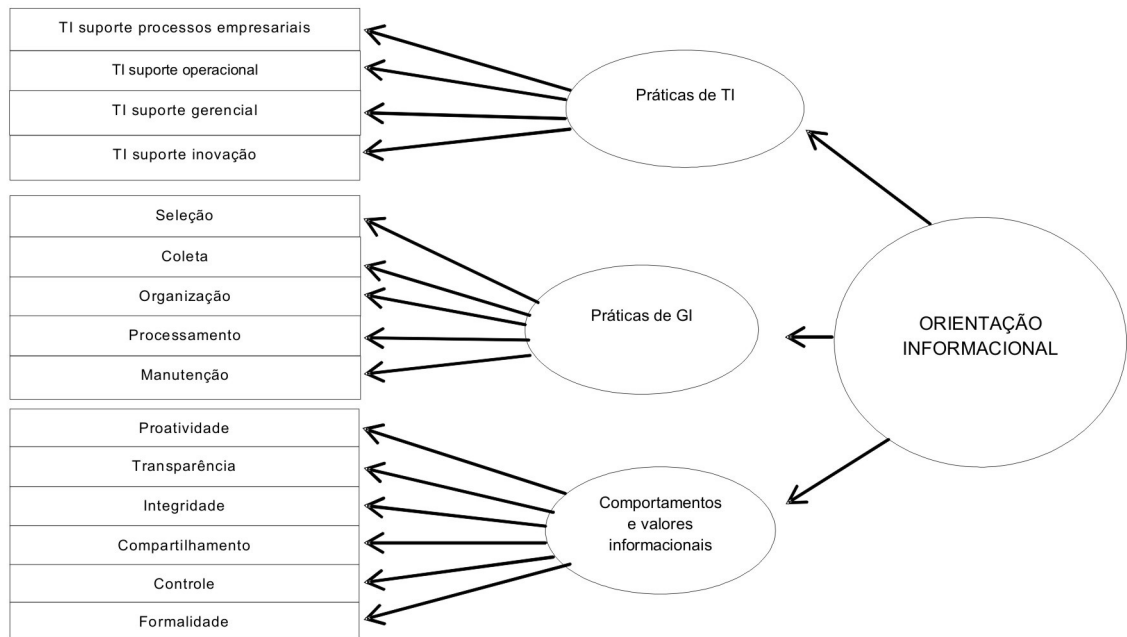 TI suporte processos empresariais
TI suporte operacional
TI suporte gerencial
TI suporte inovação
Práticas de TI
Seleção
Coleta
Organização
Processamento
Manutenção
Práticas de GI
ORIENTAÇÃO
INFORMACIONAL
Proatividade
Transparência
Integridade
Compartilhamento
Controle
Formalidade
Comportamentos
e valores
informacionais